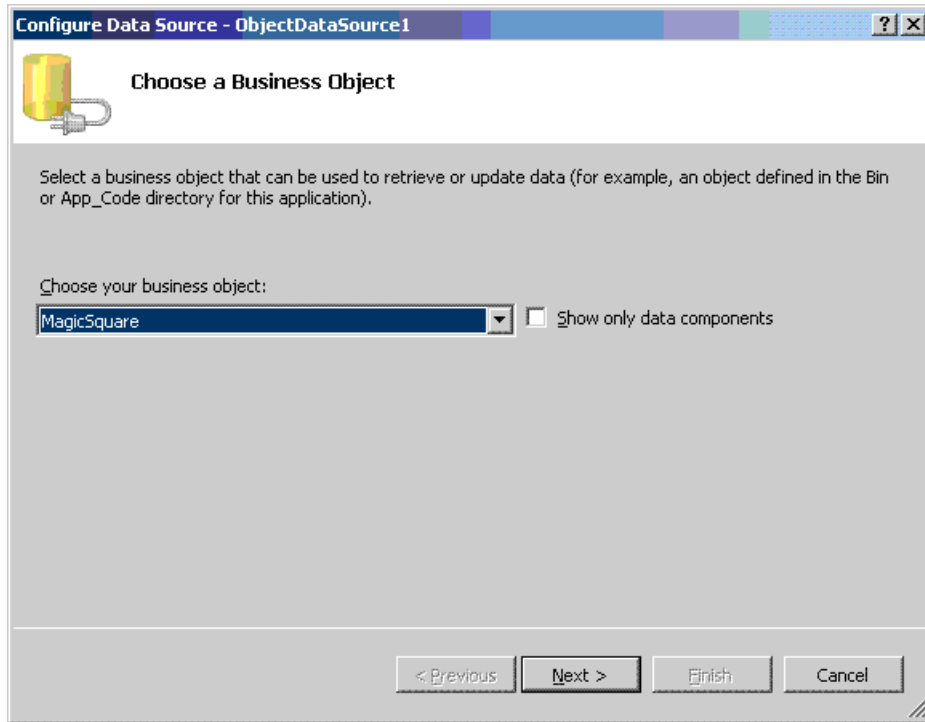 Configure Data Source - ObjectDataSource1
Choose a Business Object
Select a business object that can be used to retrieve or update data (for example, an object defined in the Bin
or App_Code directory for this application).
Choose your business object:
MagicSquare
Show only data components
< Previous
Next >
Finish
Cancel